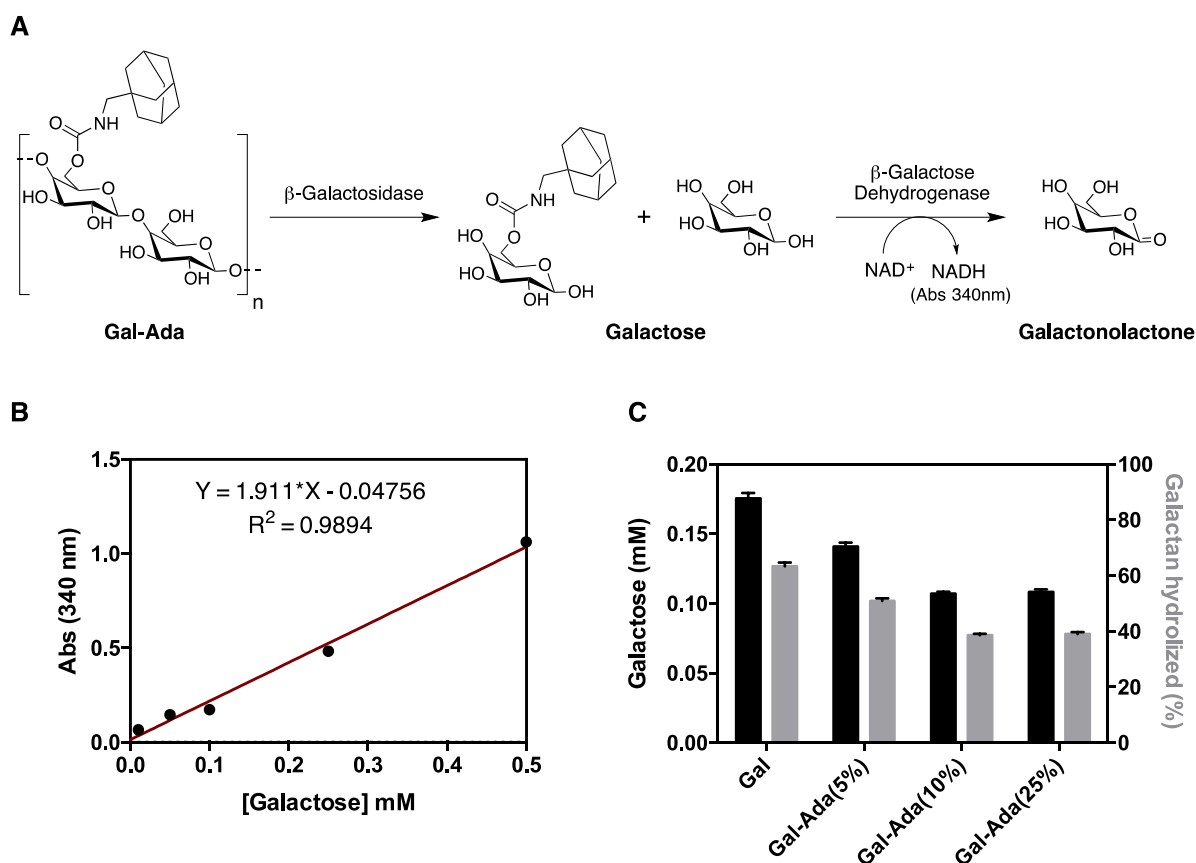 A
O
NH
O
O
HO
OH
O
O
HO
O
HO
OH
O
O
n
Gal-Ada
β-Galactosidase
O
NH
O
HO
O
HO
OH
OH
+
HO
OH
O
HO
OH
OH
Galactose
β-Galactose
Dehydrogenase
NAD+ NADH
(Abs 340nm)
HO
OH
O
HO
OH
O
Galactonolactone
B
Y = 1.911*X - 0.04756
R2 = 0.9894
Abs (340 nm)
1.5
1.0
0.5
0.0
0.0 0.1 0.2 0.3 0.4 0.5
[Galactose] mM
C
Galactose (mM)
0.20
0.15
0.10
0.05
0.00
Galactan hydrolized (%)
100
80
60
40
20
0
Gal
Gal-Ada(5%)
Gal-Ada(10%)
Gal-Ada(25%)